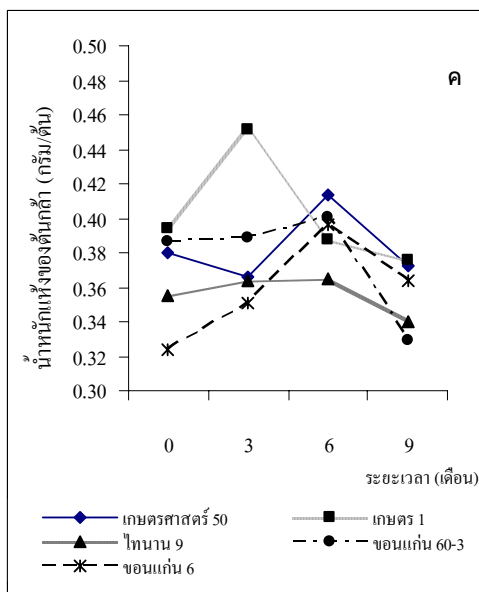 ค
น้ำหนักแห้งของต้นกล้า (กรัม/ต้น)
0.50
0.48
0.46
0.44
0.42
0.40
0.38
0.36
0.34
0.32
0.30
0 3 6 9
ระยะเวลา (เดือน)
เกษตรศาสตร์ 50 เกษตร 1
ไทนาน 9 ขอนแก่น 60-3
ขอนแก่น 6